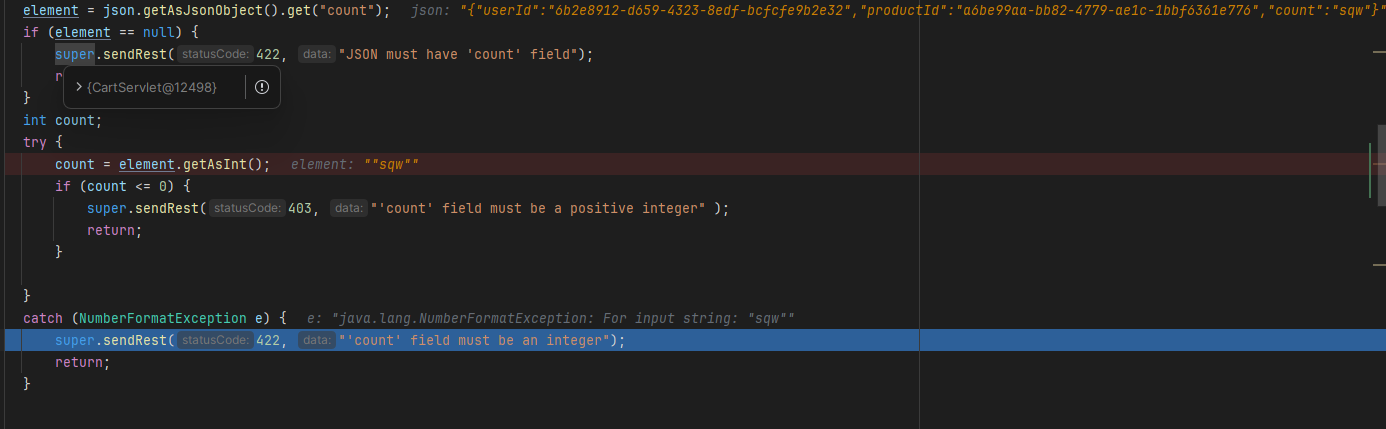 element = json.getAsJsonObject().get("count");   json: "{"userId":"6b2e8912-d659-4323-8edf-bcfcfe9b2e32","productId":"a6be99aa-bb82-4779-ae1c-1bbf6361e776","count":"sqw"}"
if (element == null) {
super.sendRest( statusCode: 422, data: "JSON must have 'count' field");
r
{CartServlet@12498}
}
int count;
try {
count = element.getAsInt();   element: ""sqw""
if (count <= 0) {
super.sendRest( statusCode: 403, data: "'count' field must be a positive integer" );
return;
}
}
catch (NumberFormatException e) {   e: "java.lang.NumberFormatException: For input string: "sqw""
super.sendRest( statusCode: 422, data: "'count' field must be an integer");
return;
}